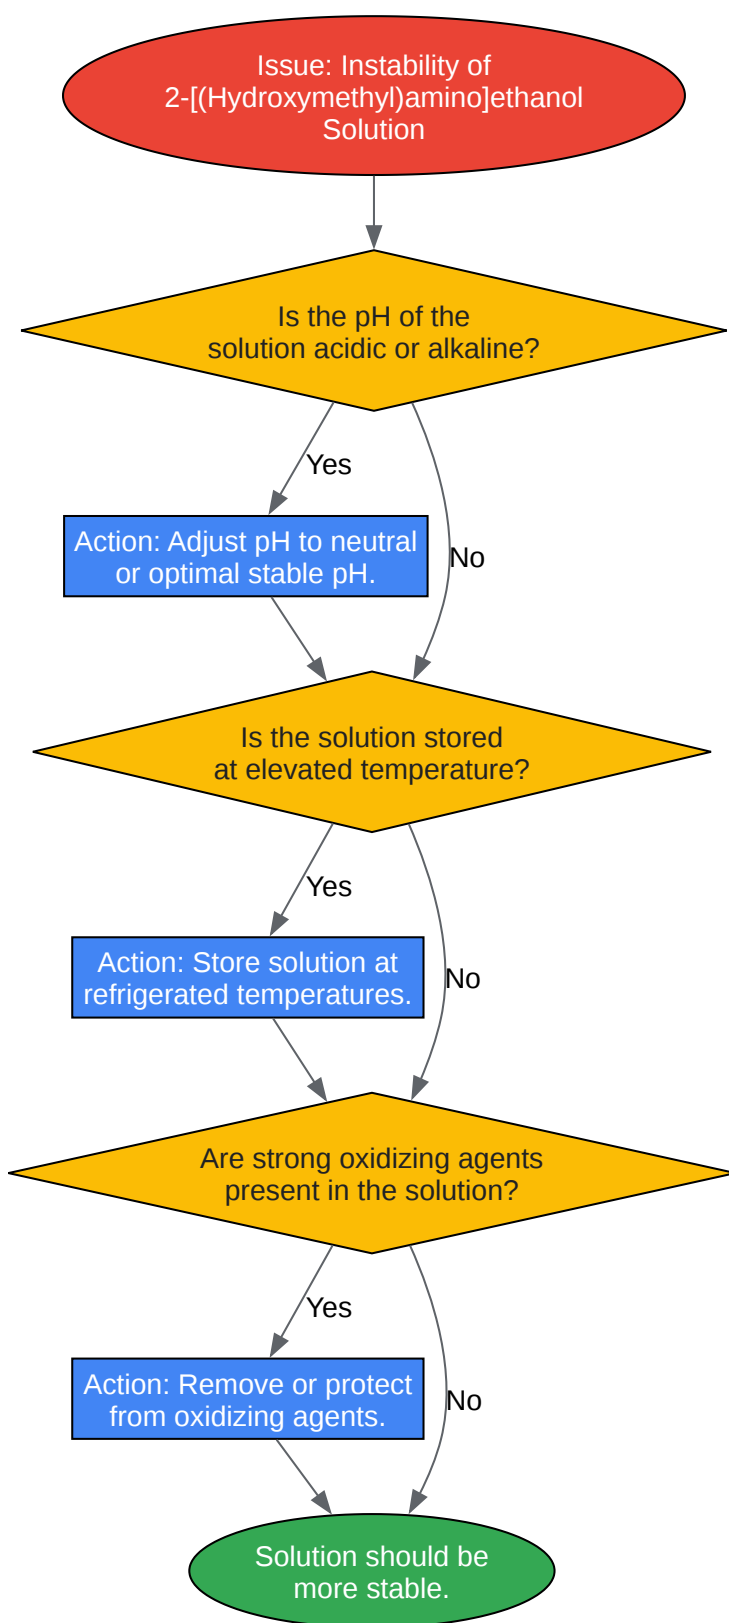 Issue: Instability of
2-[(Hydroxymethyl)amino]ethanol
Solution
Is the pH of the
solution acidic or alkaline?
Yes
Action: Adjust pH to neutral
or optimal stable pH.
No
Is the solution stored
at elevated temperature?
Yes
Action: Store solution at
refrigerated temperatures.
No
Are strong oxidizing agents
present in the solution?
Yes
Action: Remove or protect
from oxidizing agents.
No
Solution should be
more stable.